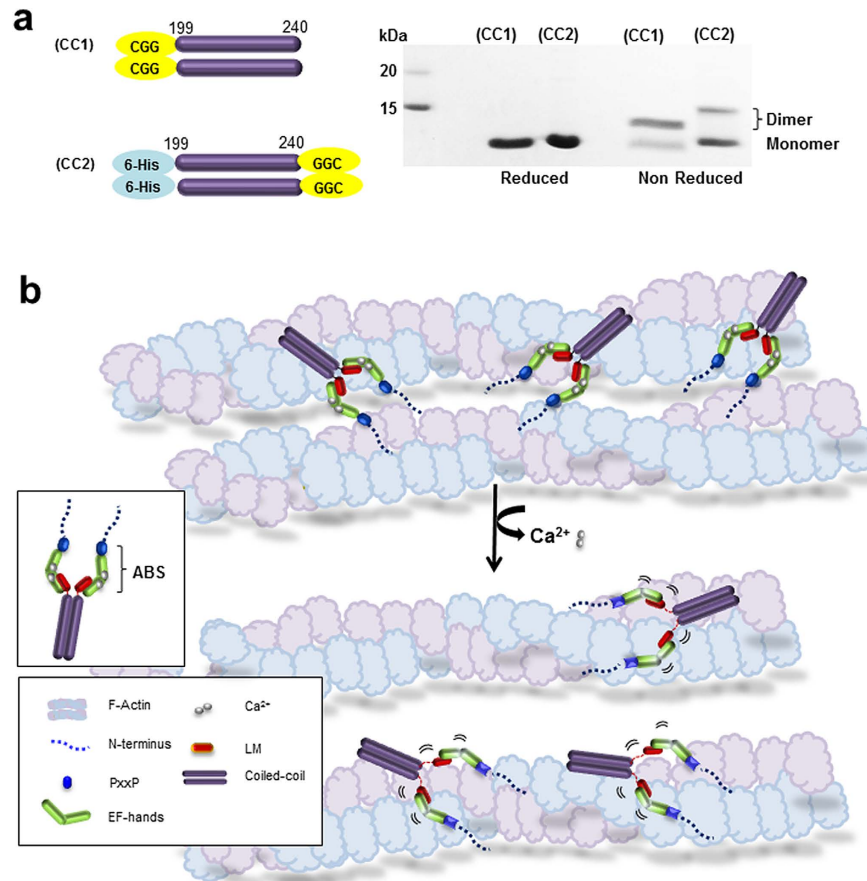 a
199 240
(CC1) CGG
CGG
199 240
(CC2) 6-His GGC
6-His GGC
kDa (CC1) (CC2) (CC1) (CC2)
20
15
Dimer
Monomer
Reduced Non Reduced
b
Ca²⁺
ABS
F-Actin Ca²⁺
N-terminus LM
PxxP Coiled-coil
EF-hands